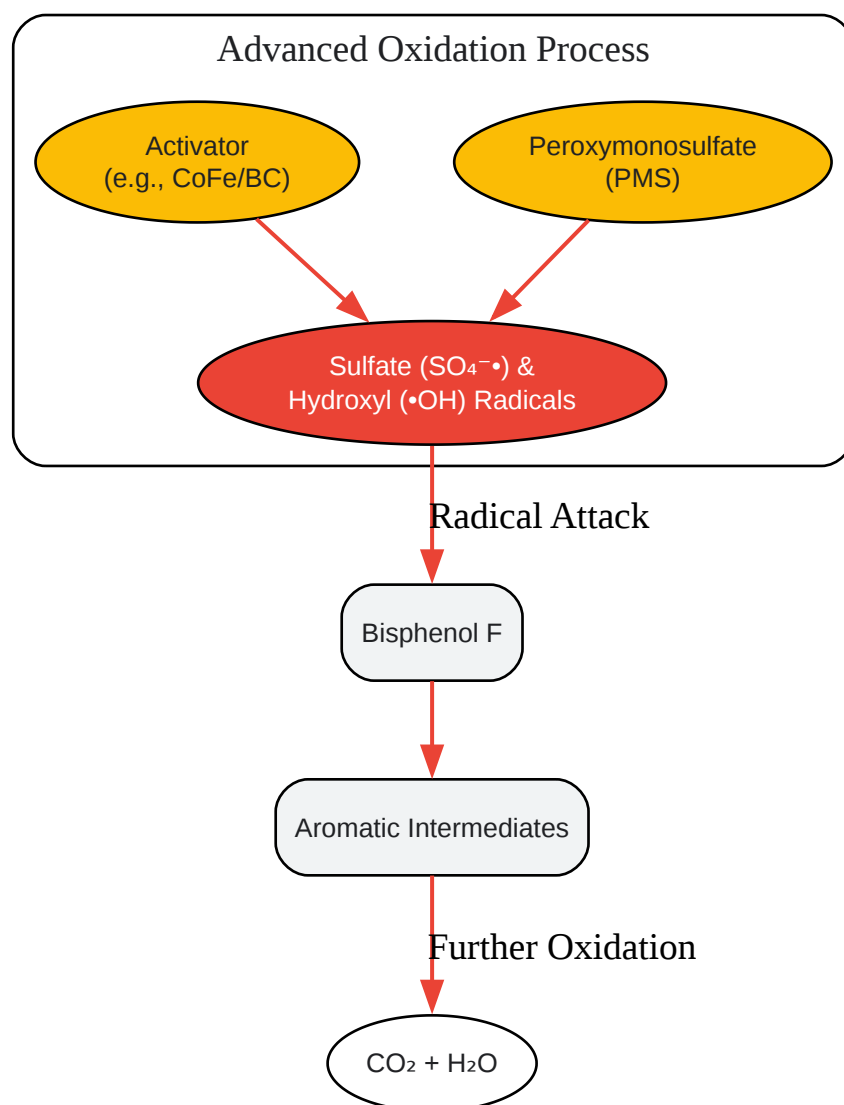 Advanced Oxidation Process
Activator
(e.g., CoFe/BC)
Peroxymonosulfate
(PMS)
Sulfate (SO₄⁻•) &
Hydroxyl (•OH) Radicals
Radical Attack
Bisphenol F
Aromatic Intermediates
Further Oxidation
CO₂ + H₂O